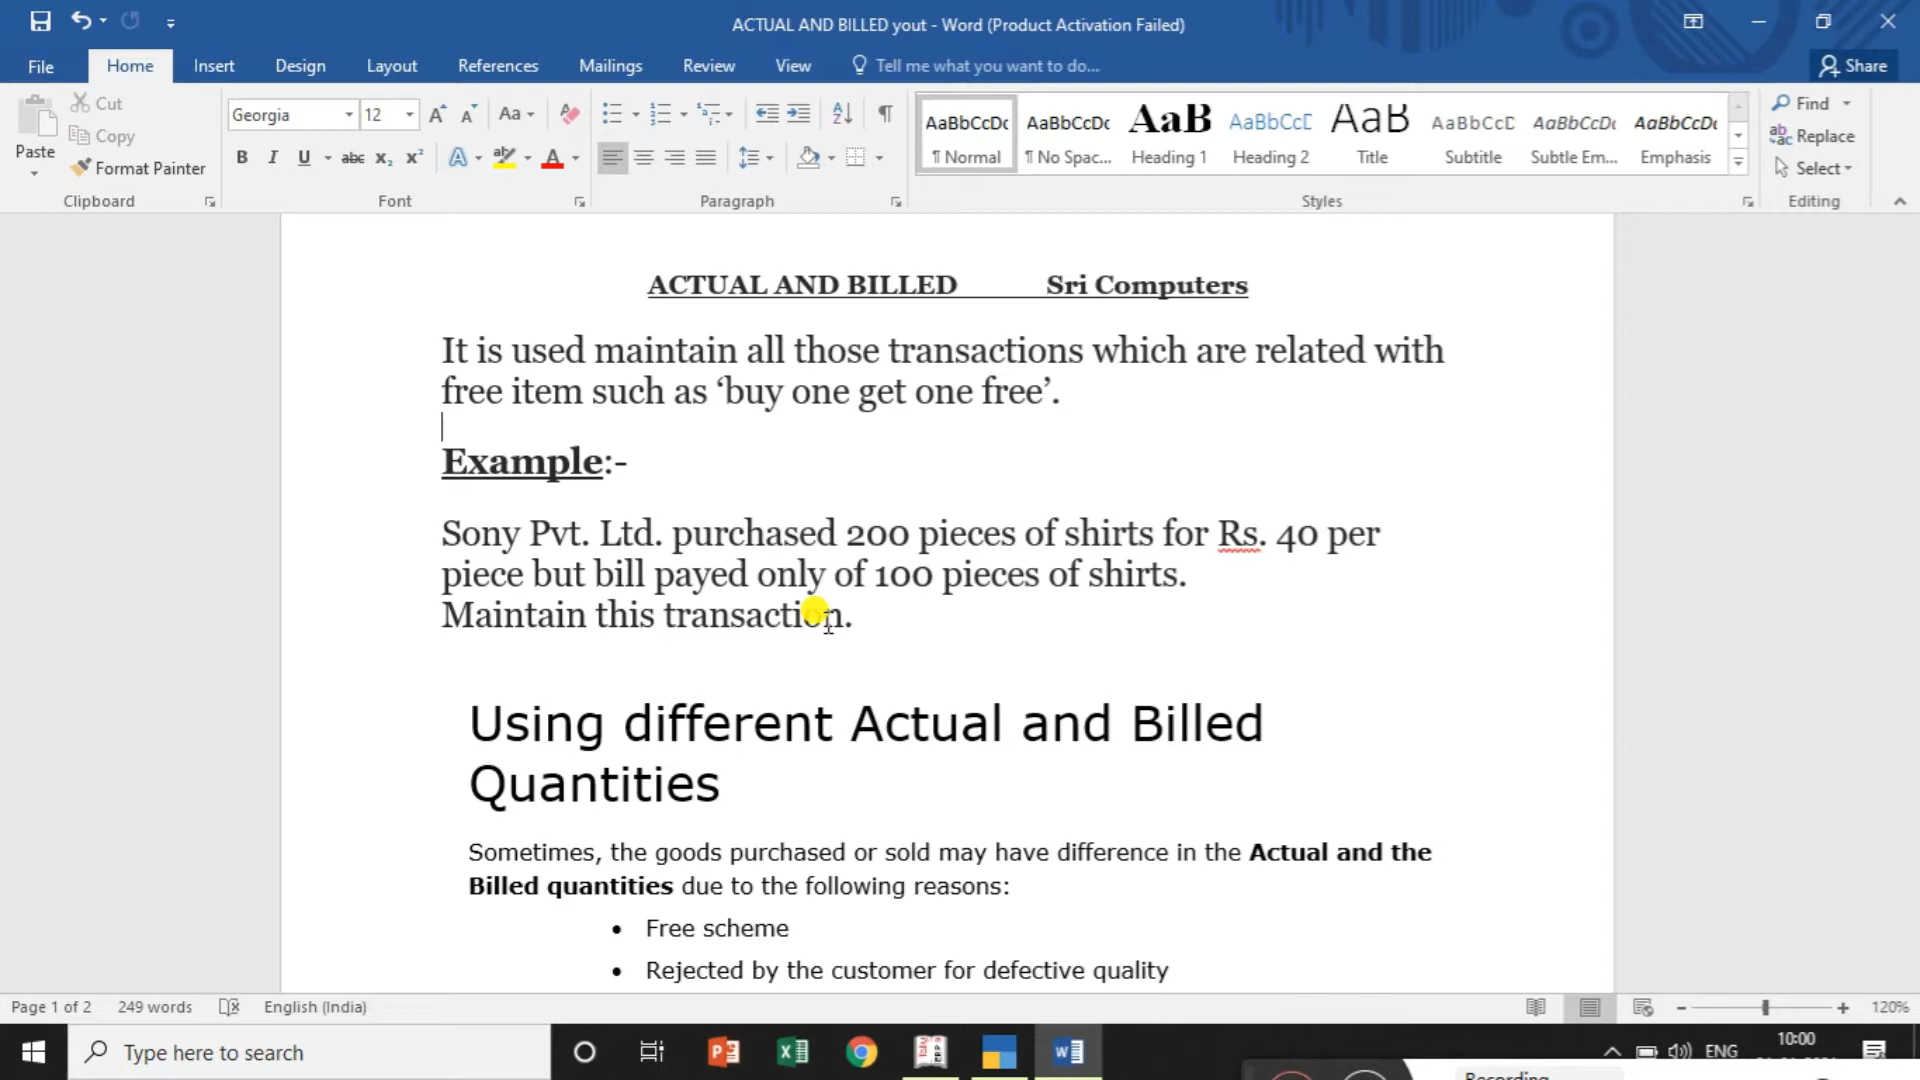 ACTUAL AND BILLED yout - Word (Product Activation Failed)
File Home Insert Design Layout References Mailings Review View Tell me what you want to do... Share
Paste
Cut
Copy
Format Painter
Clipboard
Georgia 12
Font
Paragraph
AaBbCcDc AaBbCcDc AaB AaBbCcD AaB AaBbCcD AaBbCcDc AaBbCcDc
¶ Normal ¶ No Spac... Heading 1 Heading 2 Title Subtitle Subtle Em... Emphasis
Styles
Find
Replace
Select
Editing
ACTUAL AND BILLED Sri Computers
It is used maintain all those transactions which are related with
free item such as ‘buy one get one free’.
Example:-
Sony Pvt. Ltd. purchased 200 pieces of shirts for Rs. 40 per
piece but bill payed only of 100 pieces of shirts.
Maintain this transaction.
Using different Actual and Billed
Quantities
Sometimes, the goods purchased or sold may have difference in the Actual and the
Billed quantities due to the following reasons:
• Free scheme
• Rejected by the customer for defective quality
Page 1 of 2 249 words English (India) 120%
Type here to search
ENG
10:00
Recording